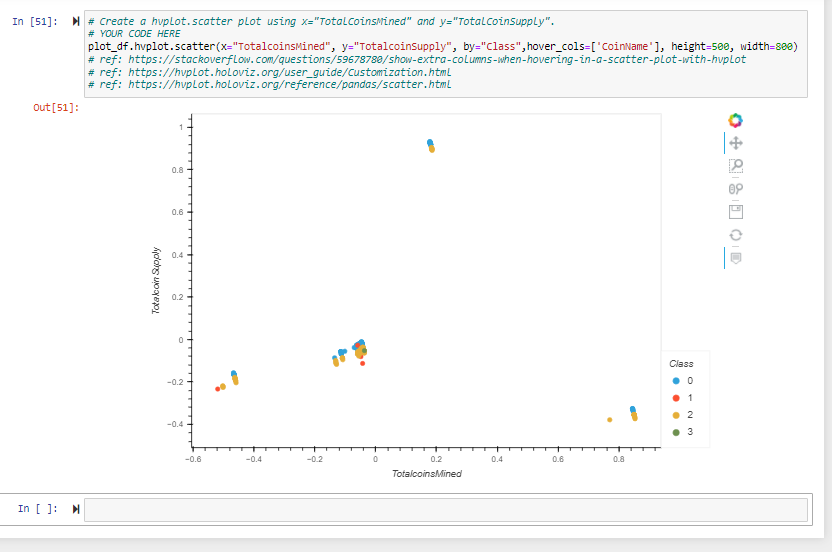 In [51]:
# Create a hvplot.scatter plot using x="TotalCoinsMined" and y="TotalCoinSupply".
# YOUR CODE HERE
plot_df.hvplot.scatter(x="TotalcoinsMined", y="TotalcoinSupply", by="Class",hover_cols=['CoinName'], height=500, width=800)
# ref: https://stackoverflow.com/questions/59678780/show-extra-columns-when-hovering-in-a-scatter-plot-with-hvplot
# ref: https://hvplot.holoviz.org/user_guide/Customization.html
# ref: https://hvplot.holoviz.org/reference/pandas/scatter.html
Out[51]:
1
0.8
0.6
0.4
0.2
0
−0.2
−0.4
Totalcoin Supply
−0.6 −0.4 −0.2 0 0.2 0.4 0.6 0.8
TotalcoinsMined
Class
0
1
2
3
In [ ]: